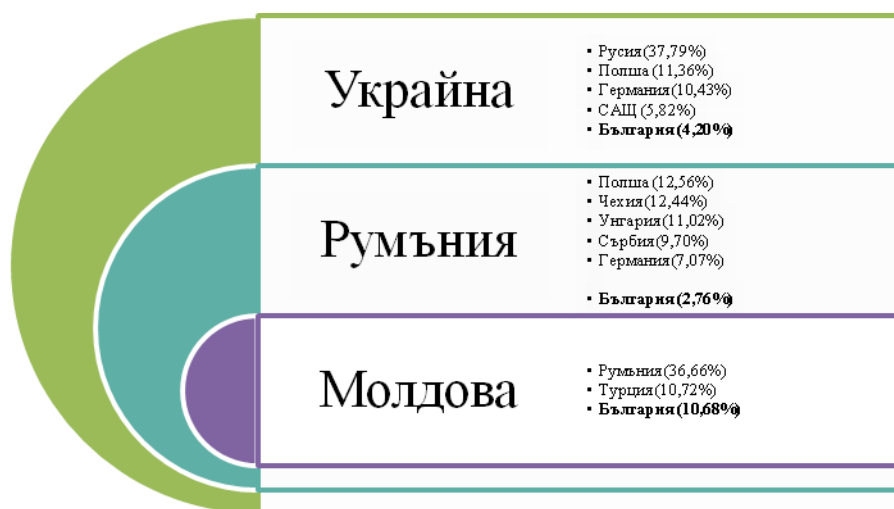 Украйна
▪ Русия (37,79%)
▪ Полша (11,36%)
▪ Германия (10,43%)
▪ САЩ (5,82%)
▪ България (4,20%)
Румъния
▪ Полша (12,56%)
▪ Чехия (12,44%)
▪ Унгария (11,02%)
▪ Сърбия (9,70%)
▪ Германия (7,07%)
▪ България (2,76%)
Молдова
▪ Румъния (36,66%)
▪ Турция (10,72%)
▪ България (10,68%)